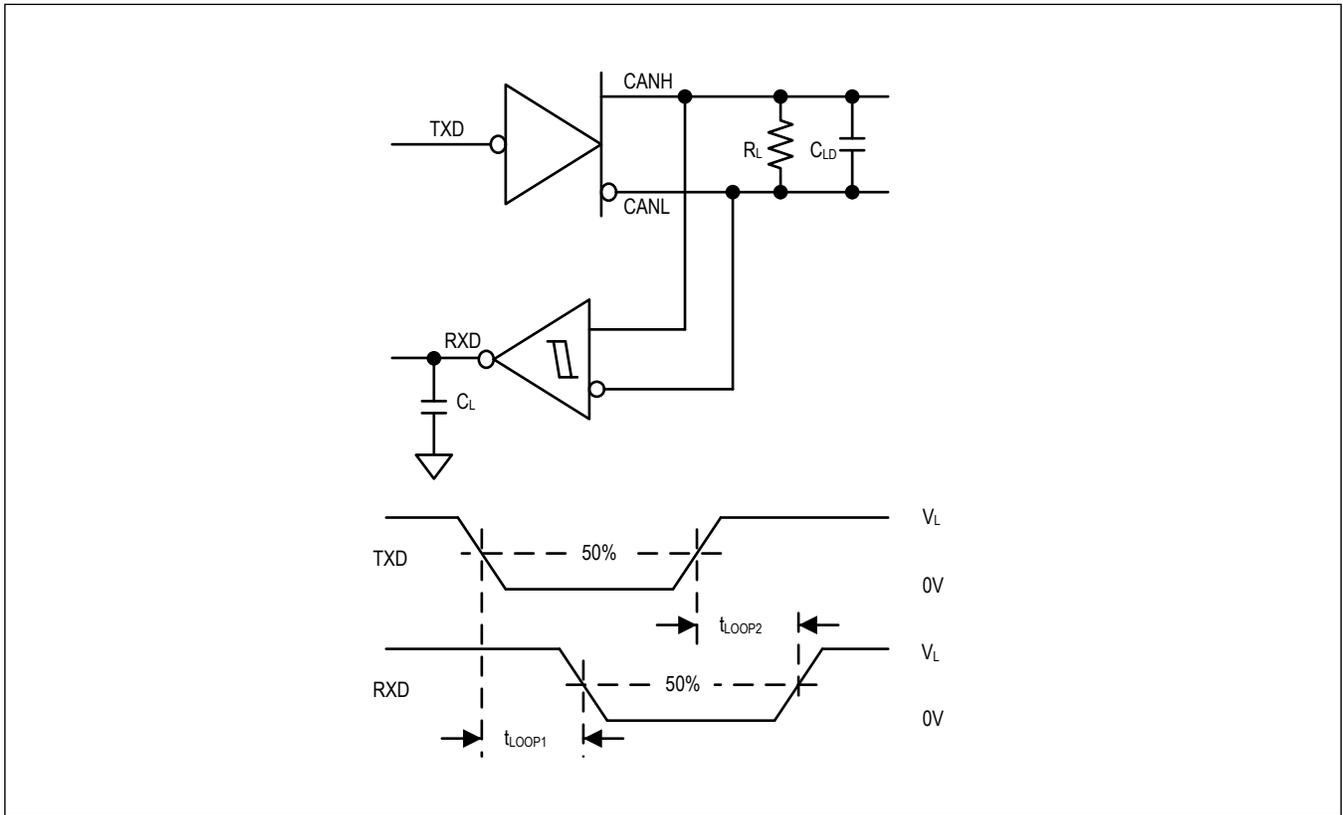 CANH
TXD
RL
CLD
CANL
RXD
CL
VL
TXD
50%
0V
tLOOP2
VL
RXD
50%
0V
tLOOP1